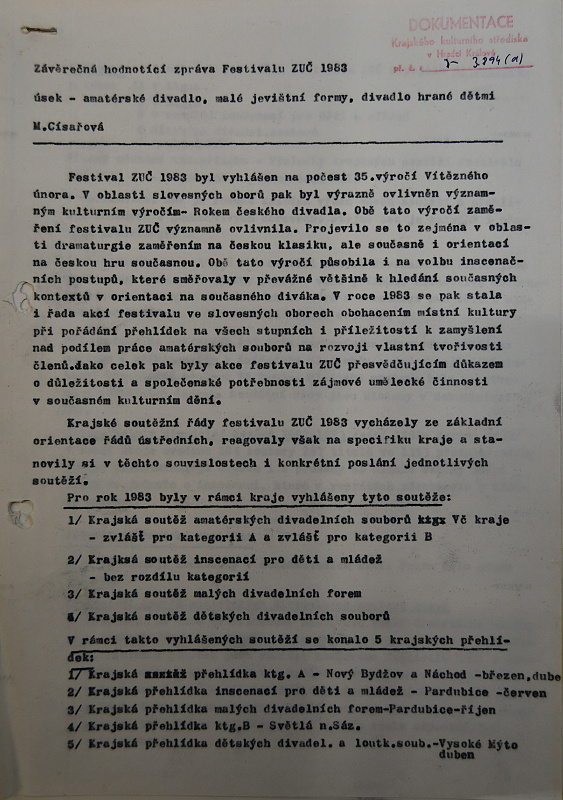 DOKUMENTACE
Krajského kulturního střediska
v Hradci Králové
př. č. :
Závěrečná hodnotící zpráva Festivalu ZUČ 1983
úsek - amatérské divadlo, malé jevištní formy, divadlo hrané dětmi
M.Císařová
Festival ZUČ 1983 byl vyhlášen na počest 35.výročí Vítězného
února. V oblasti slovesných oborů pak byl výrazně ovlivněn význam-
ným kulturním výročím- Rokem českého divadla. Obě tato výročí zamě-
ření festivalu ZUČ významně ovlivnila. Projevilo se to zejména v oblas-
ti dramaturgie zaměřením na českou klasiku, ale současně i orientací
na českou hru současnou. Obě tato výročí působila i na volbu inscenač-
ních postupů, které směřovaly v převážné většině k hledání současných
kontextů v orientaci na současného diváka. V roce 1983 se pak stala
i řada akcí festivalu ve slovesných oborech obohacením místní kultury
při pořádání přehlídek na všech stupních i příležitostí k zamyšlení
nad podílem práce amatérských souborů na rozvoji vlastní tvořivosti
členů.Jako celek pak byly akce festivalu ZUČ přesvědčujícím důkazem
o důležitosti a společenské potřebnosti zájmové umělecké činnosti
v současném kulturním dění.
Krajské soutěžní řády festivalu ZUČ 1983 vycházely ze základní
orientace řádů ústředních, reagovaly však na specifiku kraje a sta-
novily si v těchto souvislostech i konkrétní poslání jednotlivých
soutěží.
Pro rok 1983 byly v rámci kraje vyhlášeny tyto soutěže:
1/ Krajská soutěž amatérských divadelních souborů Vč kraje
- zvlášť pro kategorii A a zvlášť pro kategorii B
2/ Krajksá soutěž inscenací pro děti a mládež
- bez rozdílu kategorií
3/ Krajská soutěž malých divadelních forem
4/ Krajská soutěž dětských divadelních souborů
V rámci takto vyhlášených soutěží se konalo 5 krajských přehlí-
dek:
1/ Krajská přehlídka ktg. A - Nový Bydžov a Náchod -březen,dube
2/ Krajská přehlídka inscenací pro děti a mládež - Pardubice -červen
3/ Krajská přehlídka malých divadelních forem-Pardubice-říjen
4/ Krajská přehlídka ktg.B - Světlá n.Sáz.
5/ Krajská přehlídka dětských divadel. a loutk.soub.-Vysoké Mýto
duben